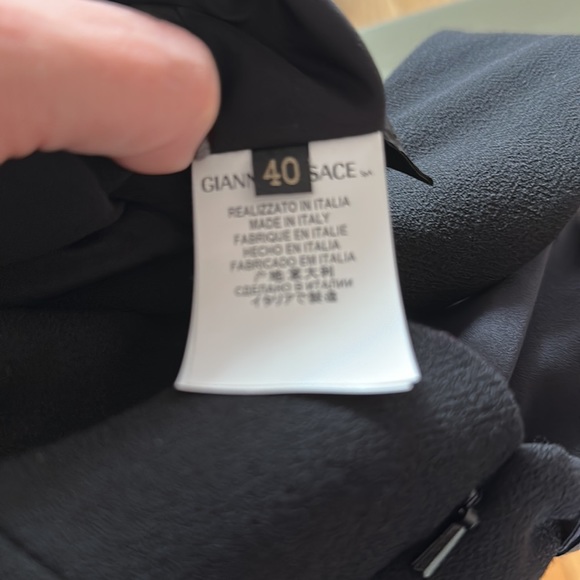 GIANN 40 SACE
REALIZZATO IN ITALIA
MADE IN ITALY
FABRIQUE EN ITALIE
HECHO EN ITALIA
FABRICADO EM ITALIA
产地 意大利
СДЕЛАНО В ИТАЛИИ
イタリアで製造